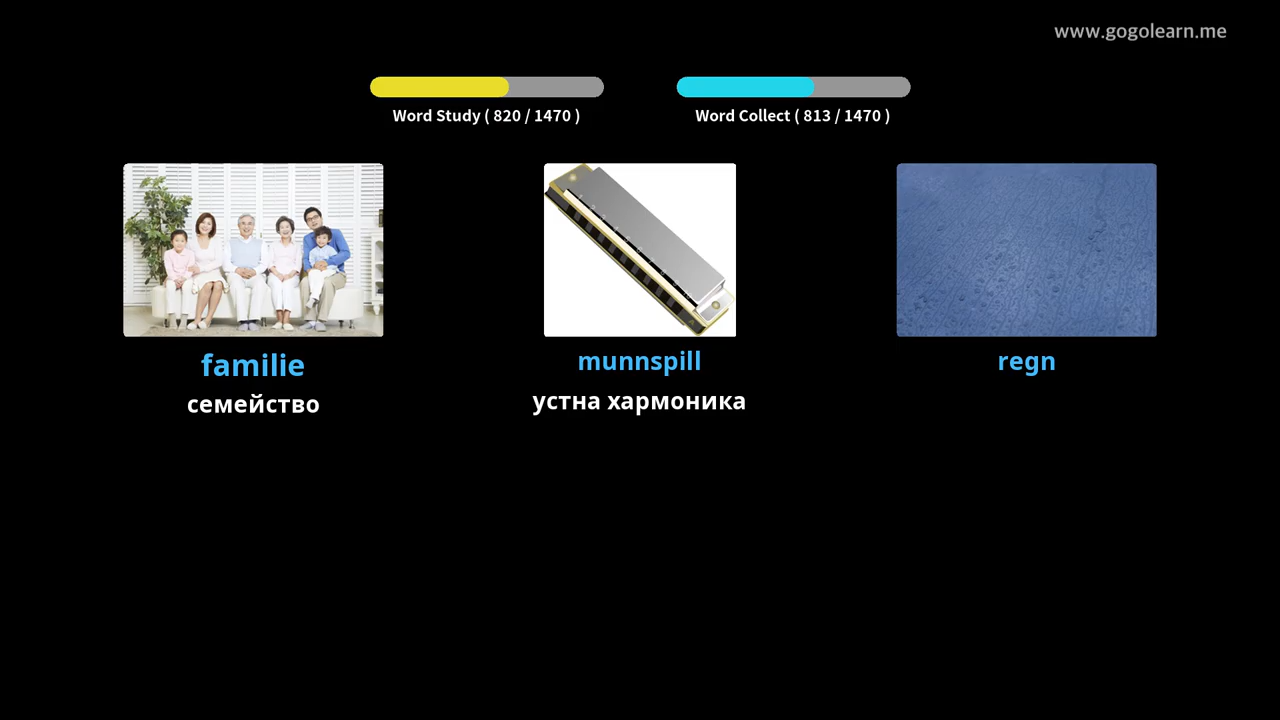 www.gogolearn.me
Word Study ( 820 / 1470 )
Word Collect ( 813 / 1470 )
familie
munnspill
regn
семейство
устна хармоника